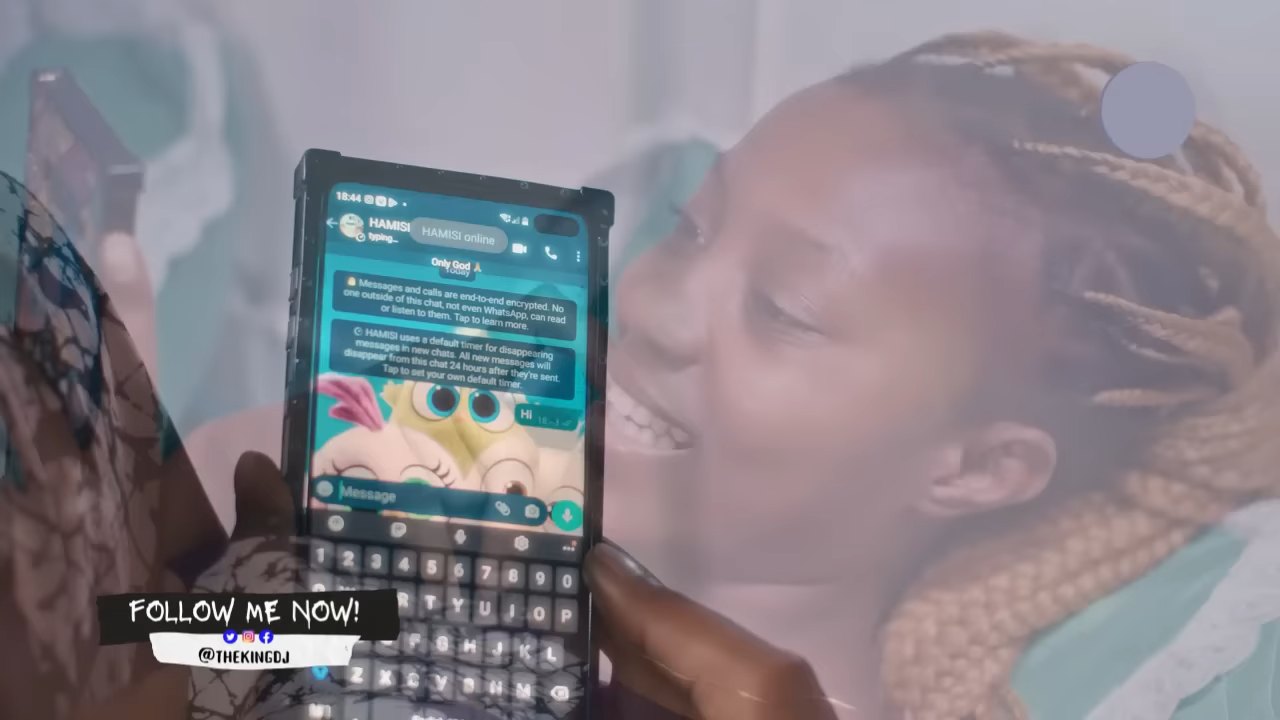 18:44
HAMISI
typing...
HAMISI online
Only God 🙏
Today
Messages and calls are end-to-end encrypted. No
one outside of this chat, not even WhatsApp, can read
or listen to them. Tap to learn more.
HAMISI uses a default timer for disappearing
messages in new chats. All new messages will
disappear from this chat 24 hours after they're sent.
Tap to set your own default timer.
Hi
Message
1 2 3 4 5 6 7 8 9 0
R T Y U I O P
F G H J K L
Z X C V B N M
FOLLOW ME NOW!
@THEKINGDJ